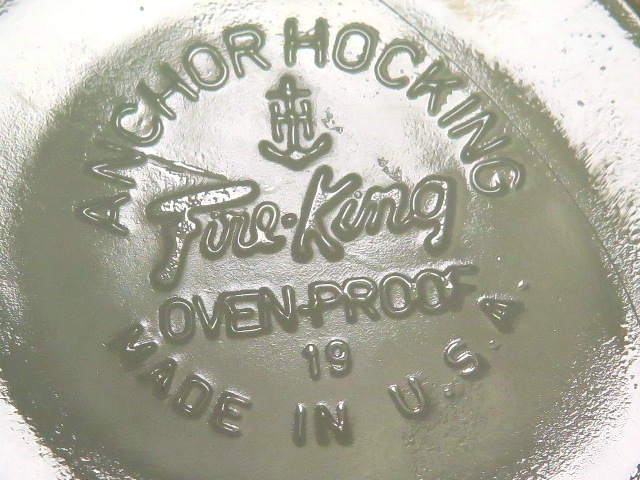 ANCHOR HOCKING
Fire-King
OVEN-PROOF
19
MADE IN U.S.A.